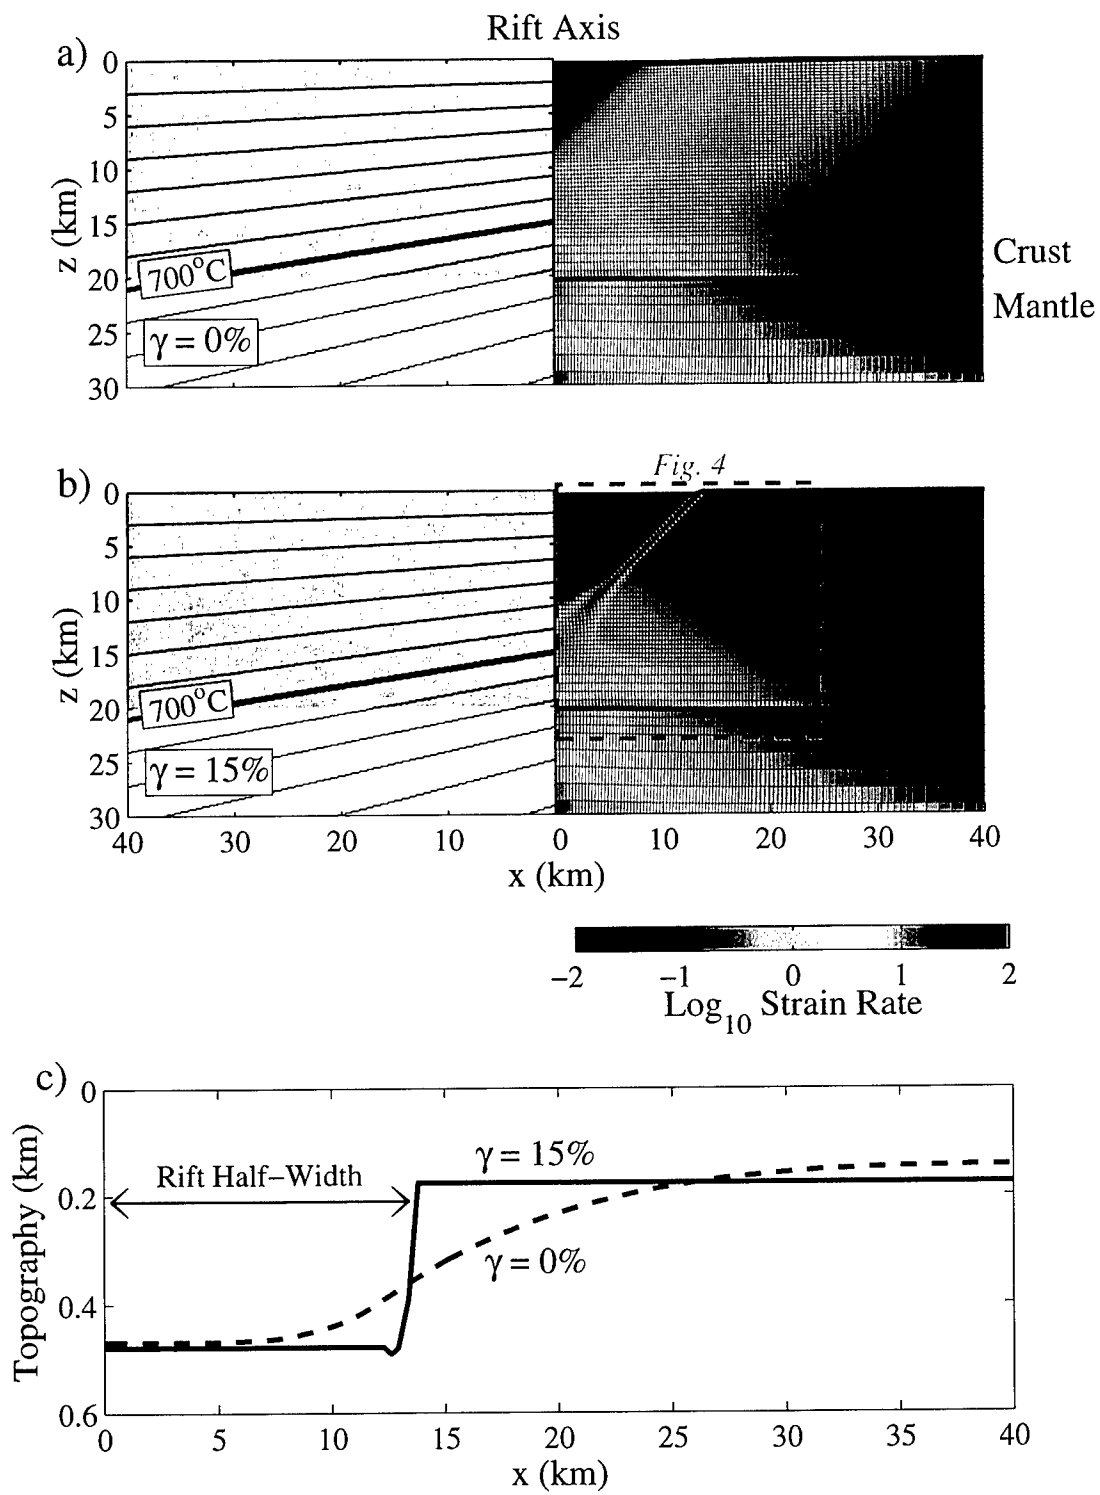 Rift Axis
a)
0
5
10
15
20
25
30
z (km)
700°C
γ = 0%
Crust
Mantle
b)
Fig. 4
0
5
10
15
20
25
30
z (km)
700°C
γ = 15%
40 30 20 10 0 10 20 30 40
x (km)
−2 −1 0 1 2
Log10 Strain Rate
c)
0
0.2
0.4
0.6
Topography (km)
γ = 15%
Rift Half−Width
γ = 0%
0 5 10 15 20 25 30 35 40
x (km)